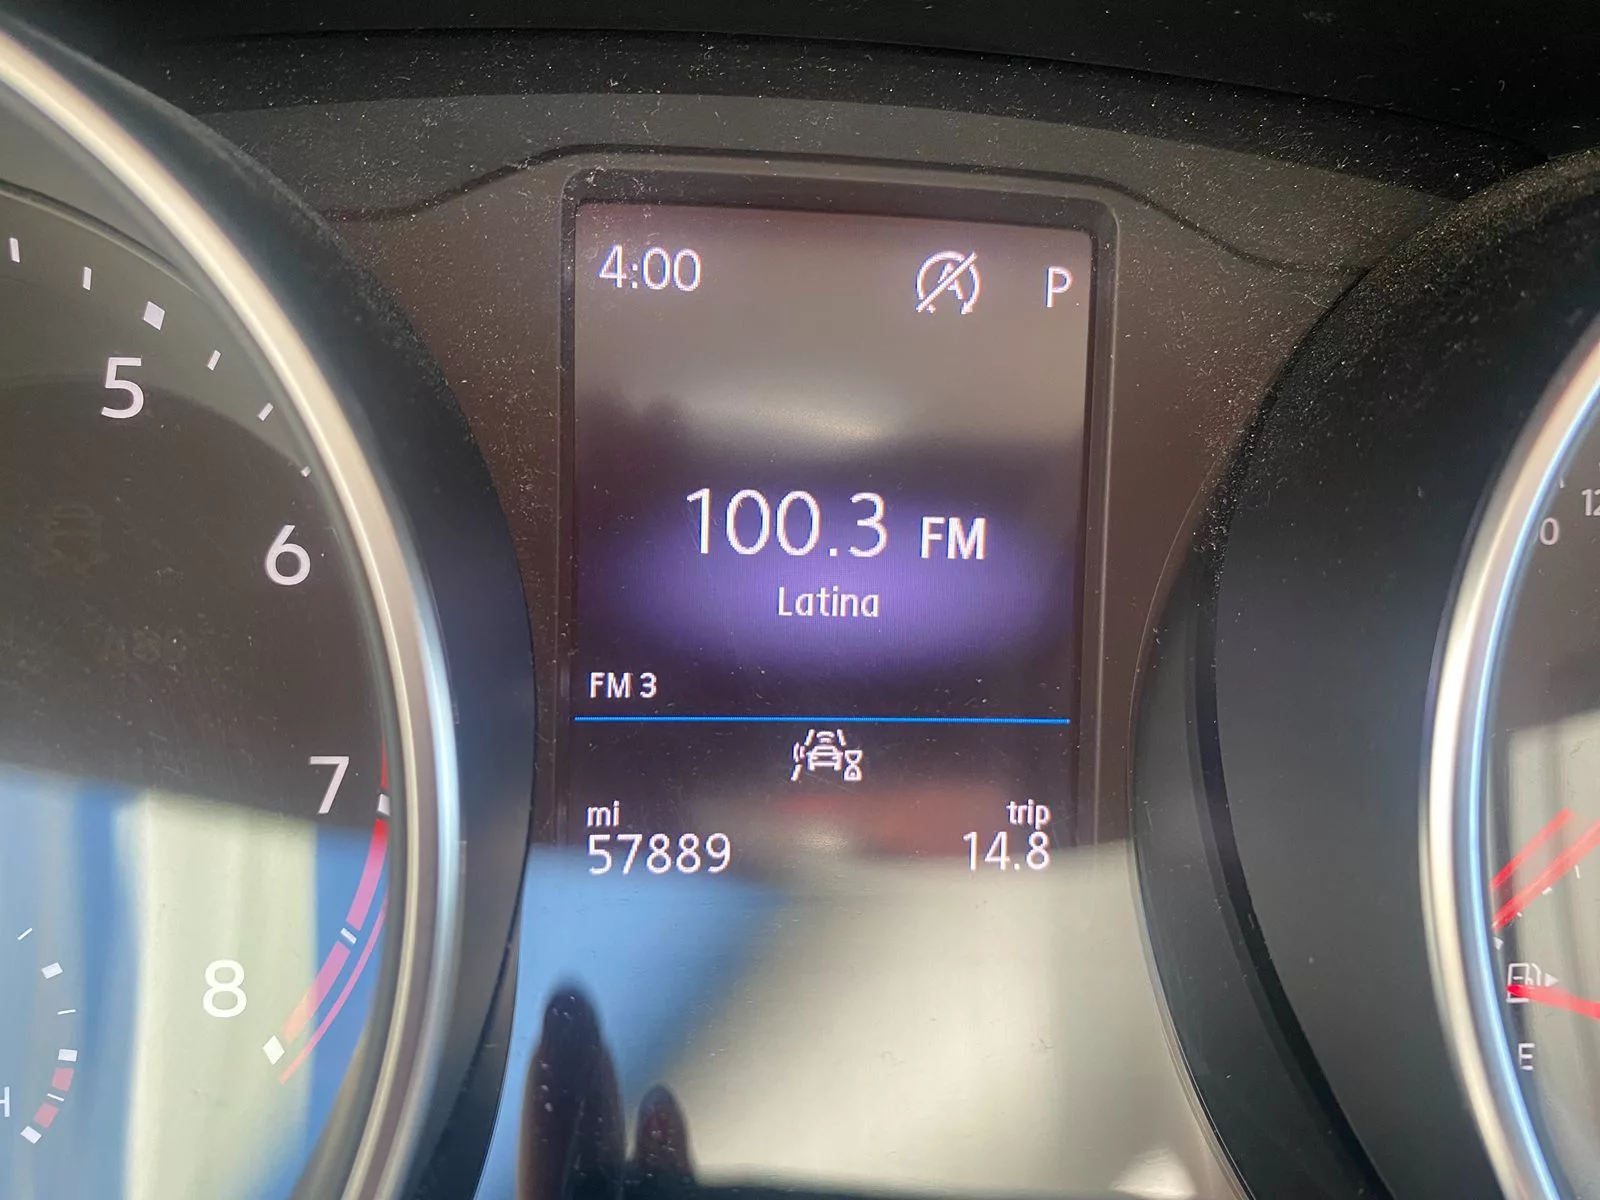 4:00 P
5
100.3 FM
6
Latina
FM 3
7
mi trip
57889 14.8
8
E
H